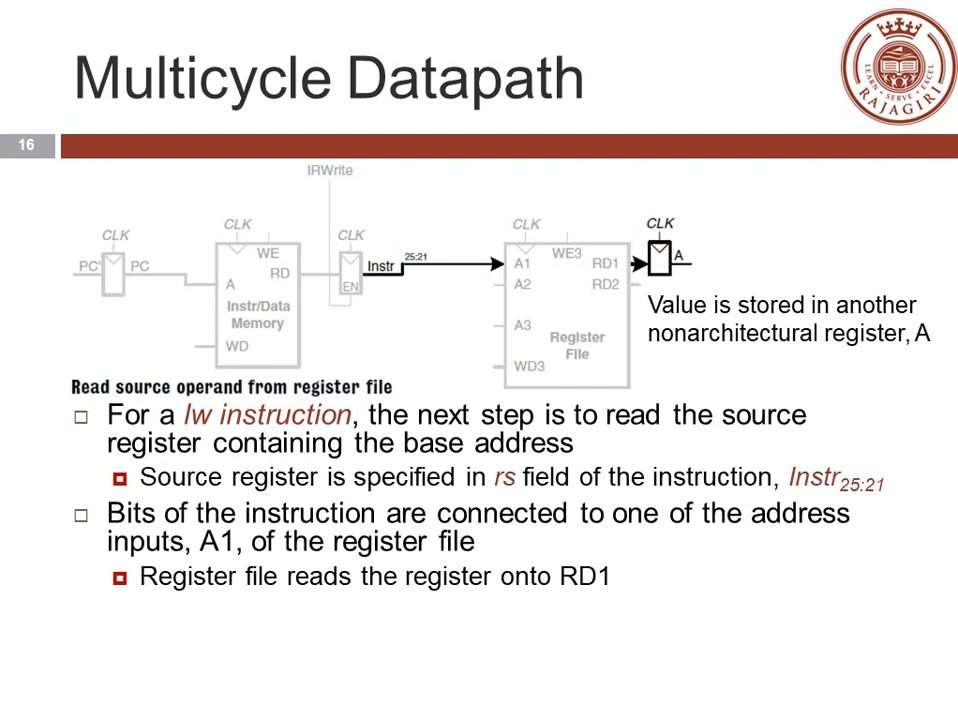 Multicycle Datapath
LEARN • SERVE • EXCEL
RAJAGIRI
16
IRWrite
CLK
CLK
CLK
CLK
CLK
PC'
PC
WE
RD
A
Instr/Data
Memory
WD
EN
Instr
25:21
A1
A2
A3
WD3
WE3
RD1
RD2
Register
File
A
Value is stored in another
nonarchitectural register, A
Read source operand from register file
For a lw instruction, the next step is to read the source
register containing the base address
Source register is specified in rs field of the instruction, Instr25:21
Bits of the instruction are connected to one of the address
inputs, A1, of the register file
Register file reads the register onto RD1